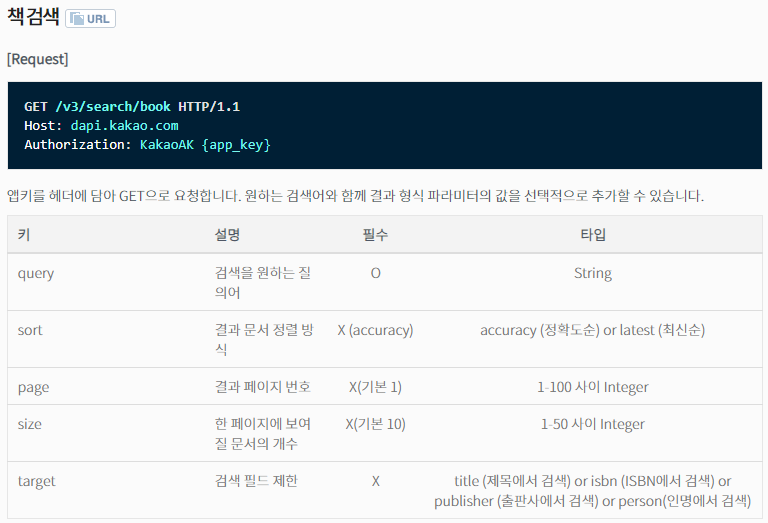 책 검색 URL
[Request]
GET /v3/search/book HTTP/1.1
Host: dapi.kakao.com
Authorization: KakaoAK {app_key}
앱키를 헤더에 담아 GET으로 요청합니다. 원하는 검색어와 함께 결과 형식 파라미터의 값을 선택적으로 추가할 수 있습니다.
키 설명 필수 타입
query 검색을 원하는 질 O String
의어
sort 결과 문서 정렬 방 X (accuracy) accuracy (정확도순) or latest (최신순)
식
page 결과 페이지 번호 X(기본 1) 1-100 사이 Integer
size 한 페이지에 보여 X(기본 10) 1-50 사이 Integer
질 문서의 개수
target 검색 필드 제한 X title (제목에서 검색) or isbn (ISBN에서 검색) or
publisher (출판사에서 검색) or person(인명에서 검색)